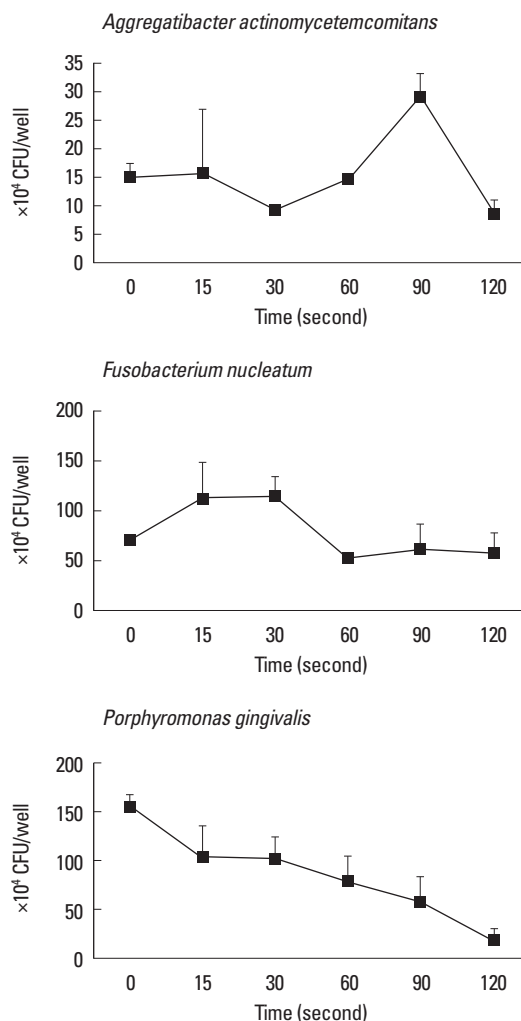 Aggregatibacter actinomycetemcomitans
35
30
25
20
15
10
5
0
×10⁴ CFU/well
0 15 30 60 90 120
Time (second)
Fusobacterium nucleatum
200
150
100
50
0
×10⁴ CFU/well
0 15 30 60 90 120
Time (second)
Porphyromonas gingivalis
200
150
100
50
0
×10⁴ CFU/well
0 15 30 60 90 120
Time (second)